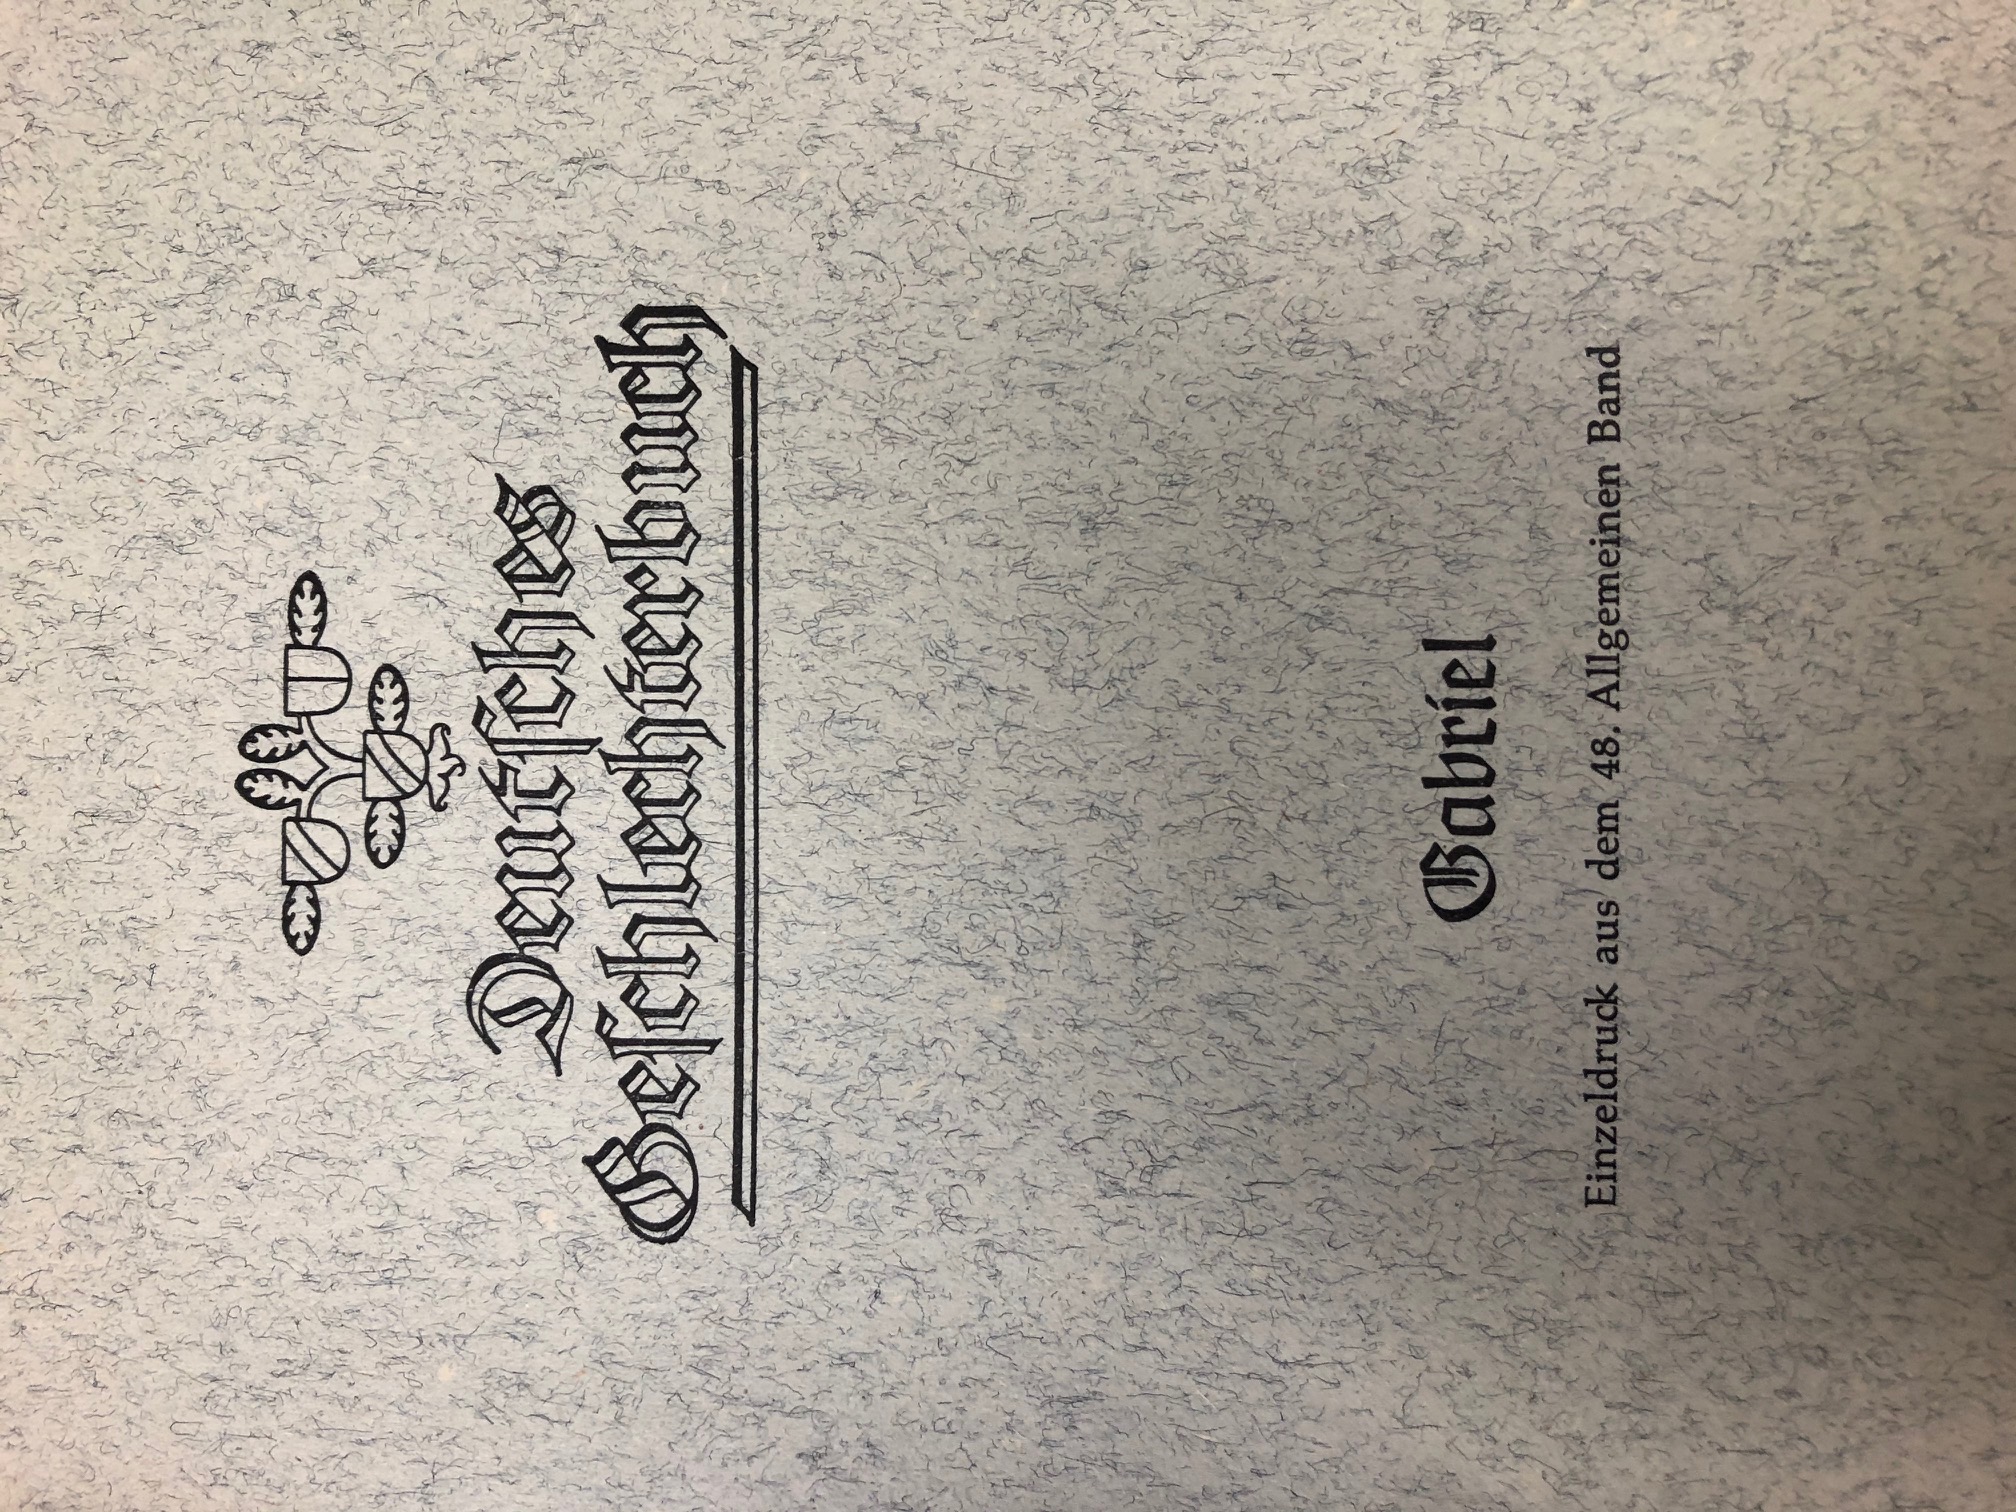 Deutſches
Geſchlechterbuch
Gabriel
Einzeldruck aus dem 48. Allgemeinen Band